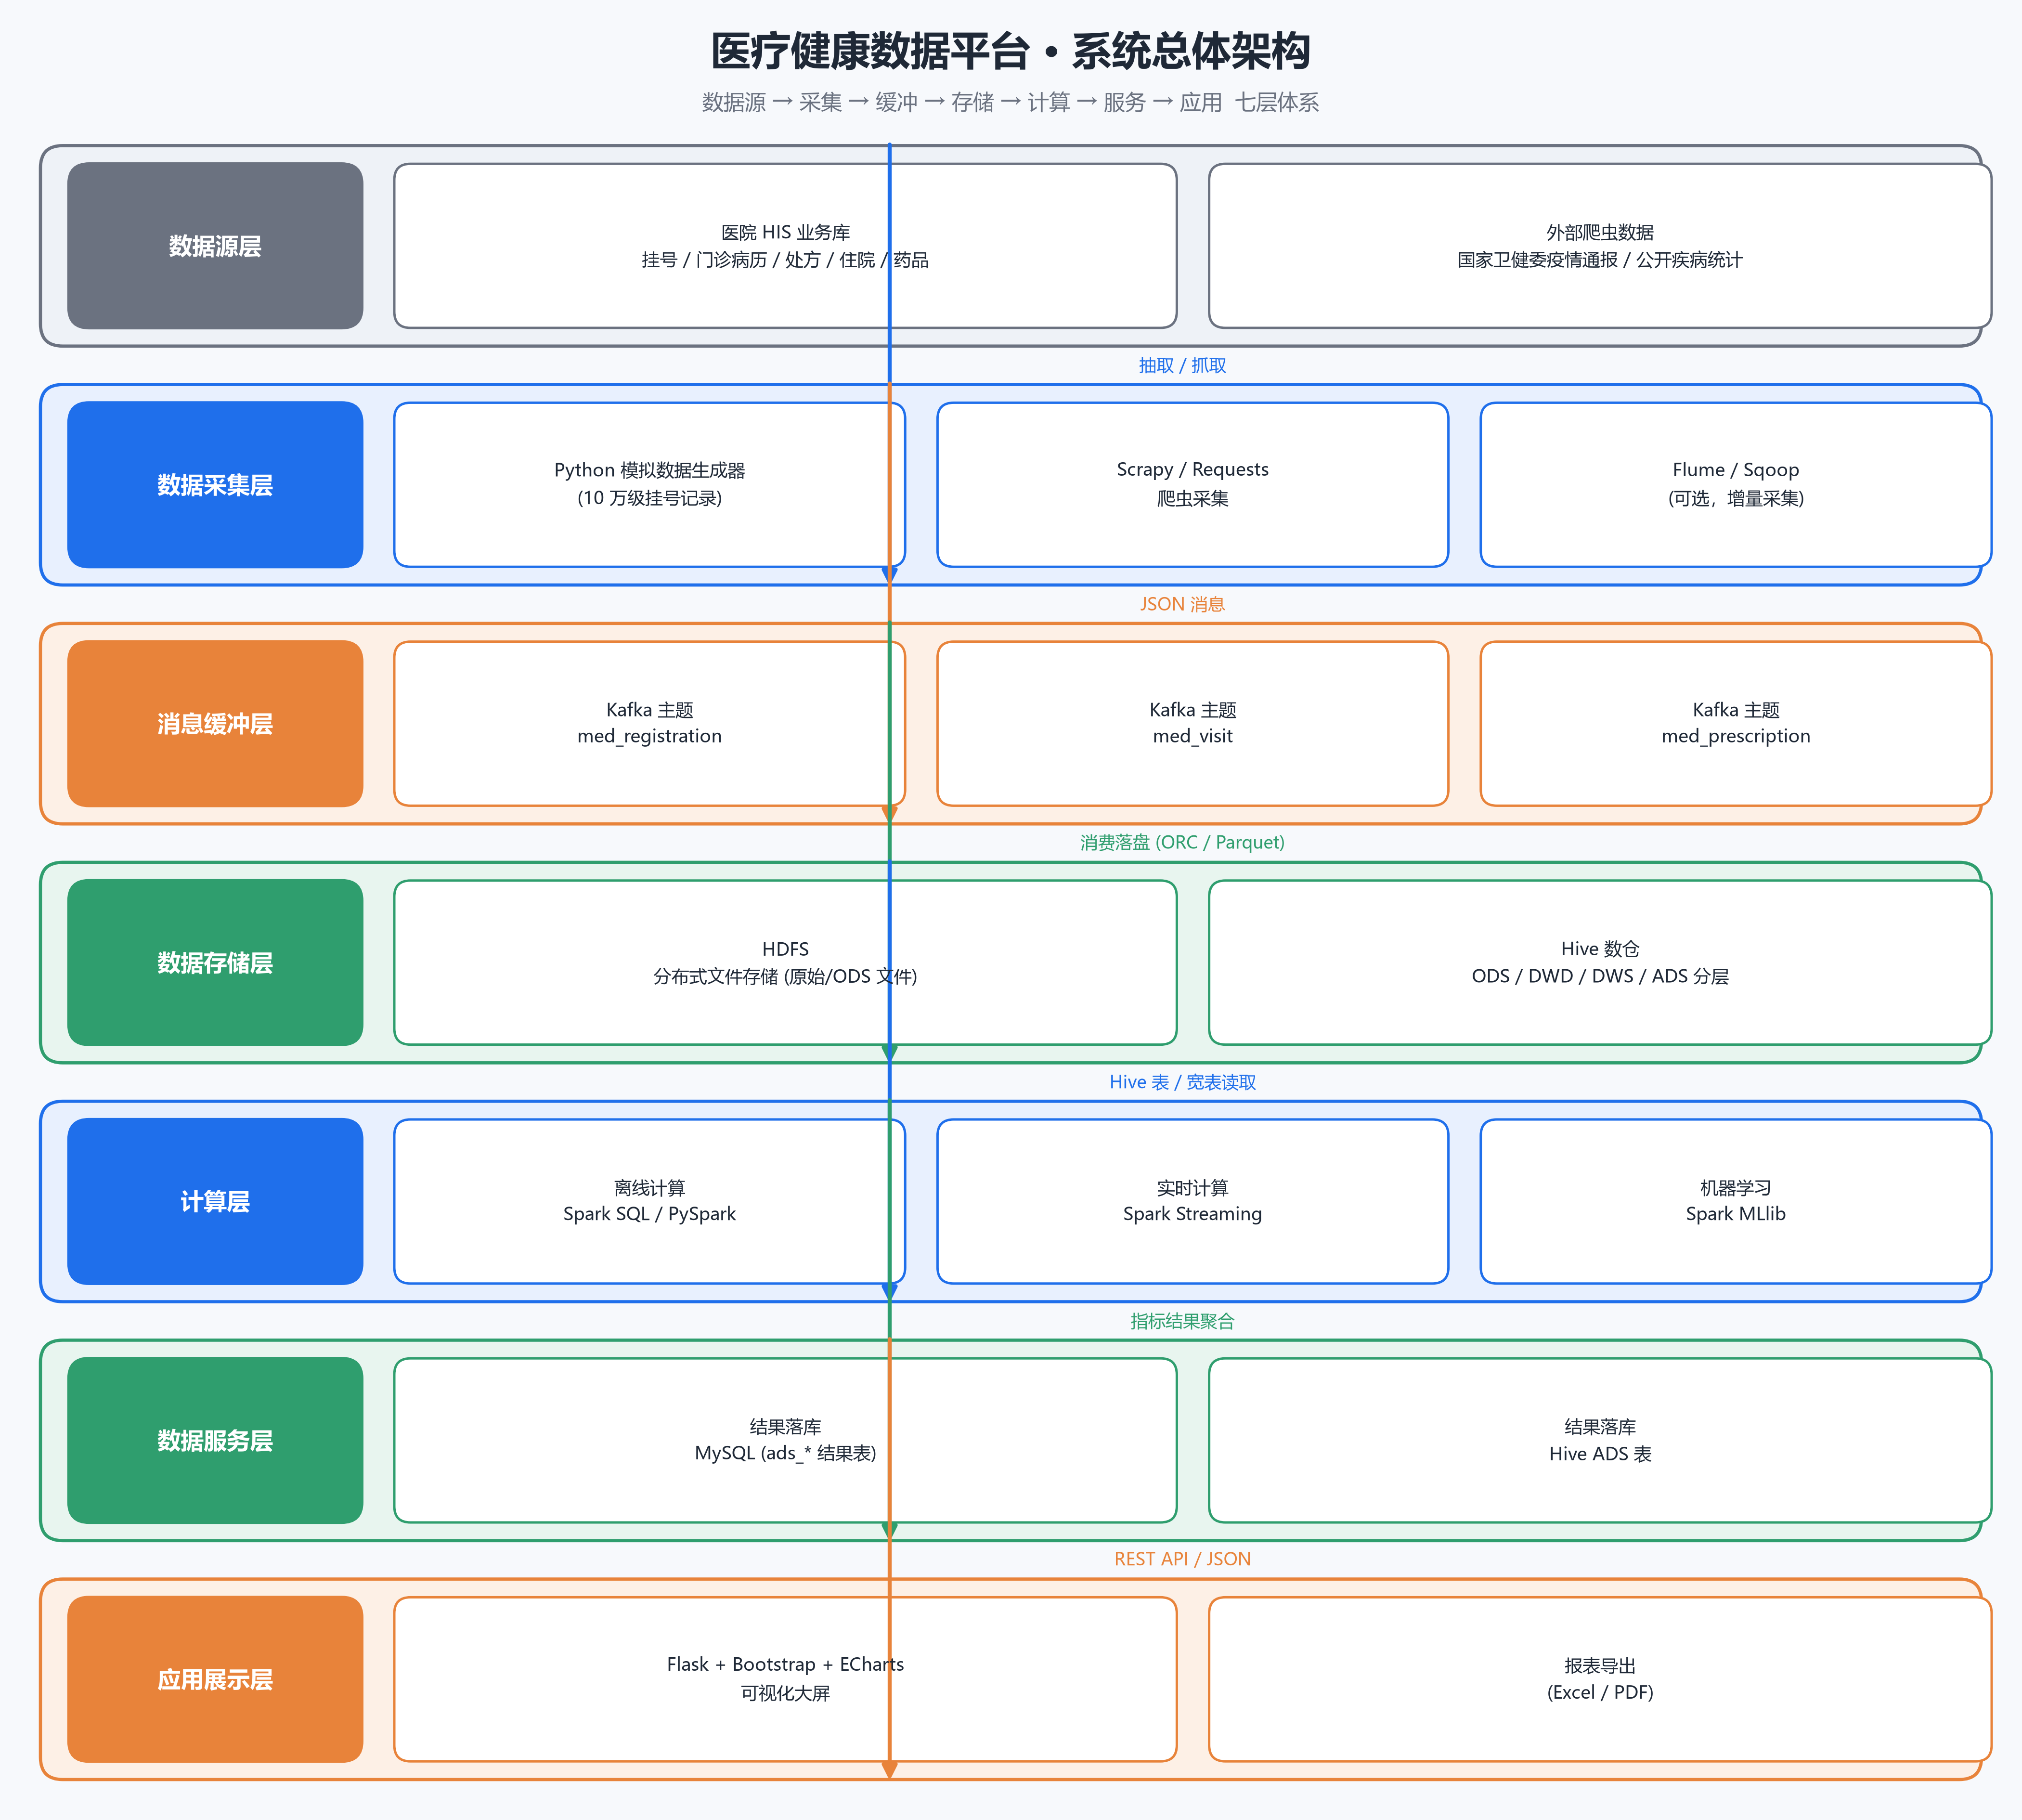 医疗健康数据平台 • 系统总体架构
数据源 → 采集 → 缓冲 → 存储 → 计算 → 服务 → 应用 七层体系
数据源层
医院 HIS 业务库
挂号 / 门诊病历 / 处方 / 住院 / 药品
外部爬虫数据
国家卫健委疫情通报 / 公开疾病统计
抽取 / 抓取
数据采集层
Python 模拟数据生成器
(10 万级挂号记录)
Scrapy / Requests
爬虫采集
Flume / Sqoop
(可选，增量采集)
JSON 消息
消息缓冲层
Kafka 主题
med_registration
Kafka 主题
med_visit
Kafka 主题
med_prescription
消费落盘 (ORC / Parquet)
数据存储层
HDFS
分布式文件存储 (原始/ODS 文件)
Hive 数仓
ODS / DWD / DWS / ADS 分层
Hive 表 / 宽表读取
计算层
离线计算
Spark SQL / PySpark
实时计算
Spark Streaming
机器学习
Spark MLlib
指标结果聚合
数据服务层
结果落库
MySQL (ads_* 结果表)
结果落库
Hive ADS 表
REST API / JSON
应用展示层
Flask + Bootstrap + ECharts
可视化大屏
报表导出
(Excel / PDF)